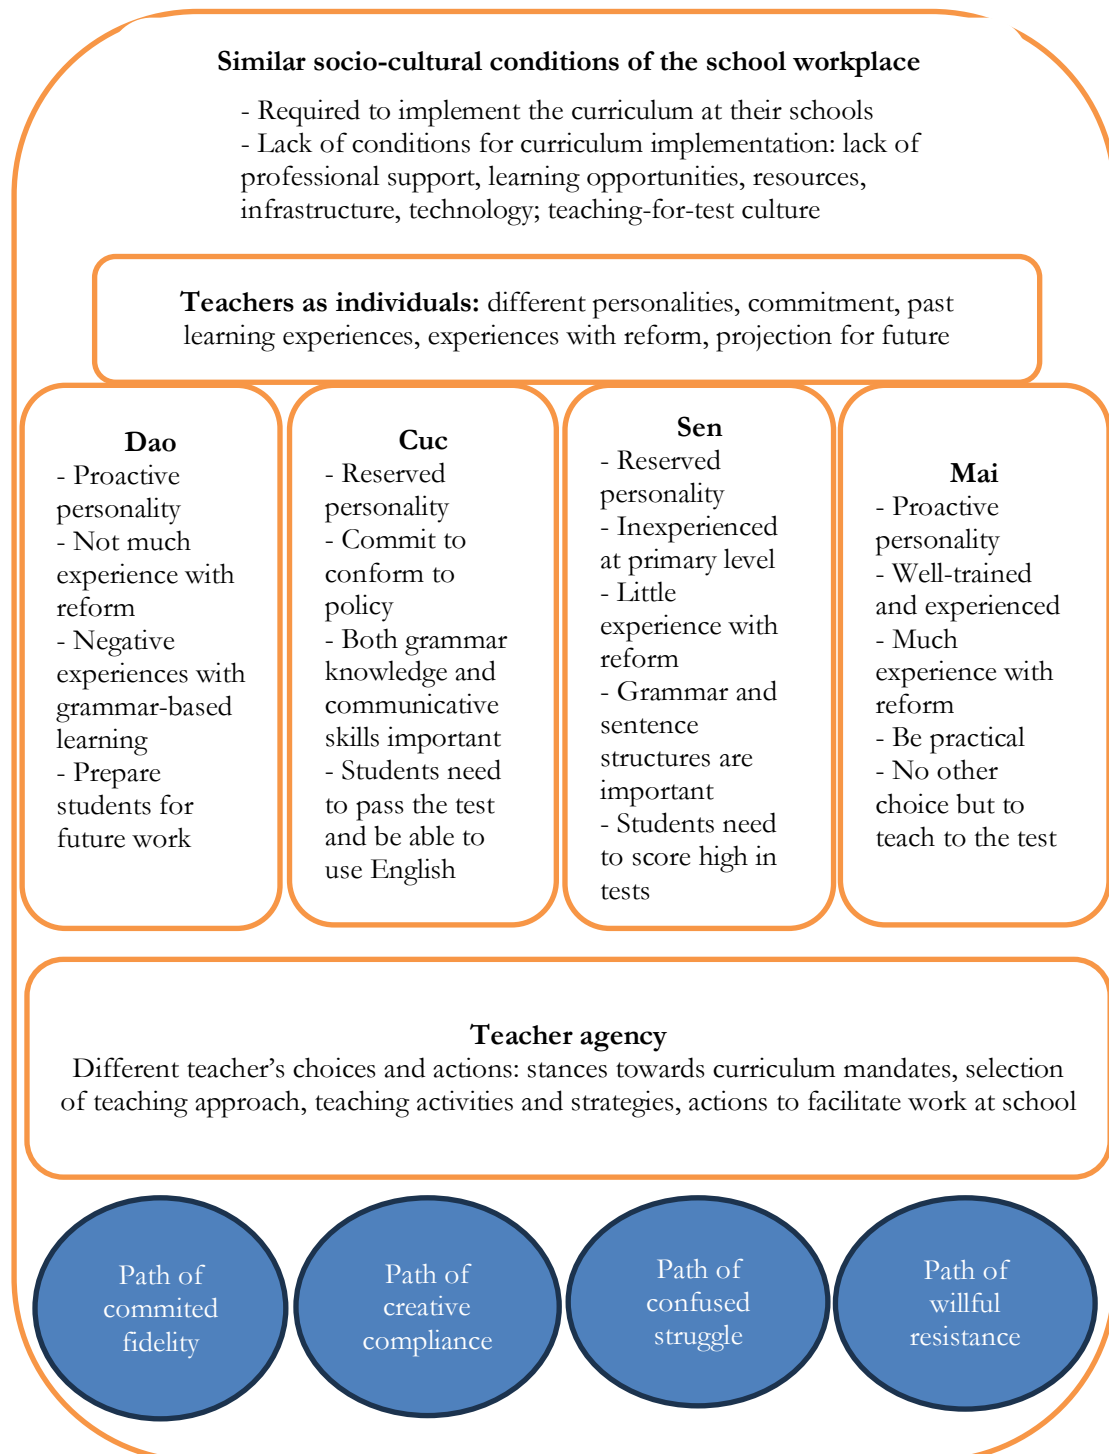 Similar socio-cultural conditions of the school workplace
- Required to implement the curriculum at their schools
- Lack of conditions for curriculum implementation: lack of
professional support, learning opportunities, resources,
infrastructure, technology; teaching-for-test culture
Teachers as individuals: different personalities, commitment, past
learning experiences, experiences with reform, projection for future
Dao
- Proactive
personality
- Not much
experience with
reform
- Negative
experiences with
grammar-based
learning
- Prepare
students for
future work
Cuc
- Reserved
personality
- Commit to
conform to
policy
- Both grammar
knowledge and
communicative
skills important
- Students need
to pass the test
and be able to
use English
Sen
- Reserved
personality
- Inexperienced
at primary level
- Little
experience with
reform
- Grammar and
sentence
structures are
important
- Students need
to score high in
tests
Mai
- Proactive
personality
- Well-trained
and experienced
- Much
experience with
reform
- Be practical
- No other
choice but to
teach to the test
Teacher agency
Different teacher’s choices and actions: stances towards curriculum mandates, selection
of teaching approach, teaching activities and strategies, actions to facilitate work at school
Path of
commited
fidelity
Path of
creative
compliance
Path of
confused
struggle
Path of
willful
resistance